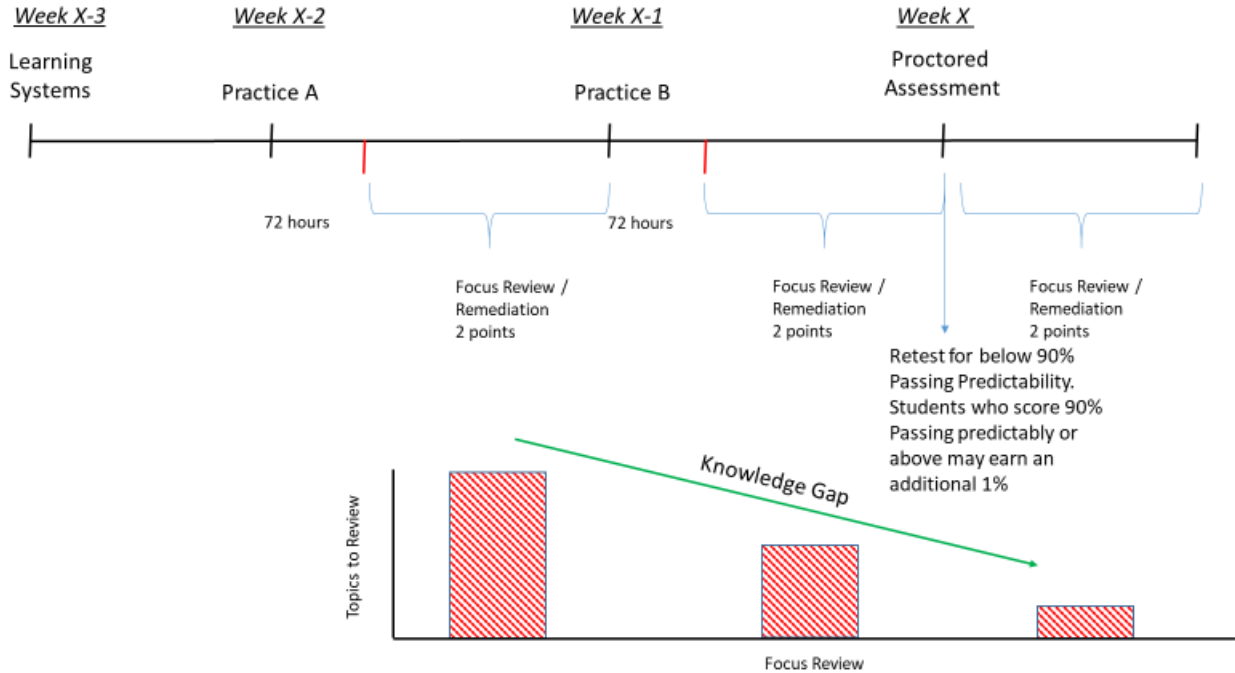 Week X-3
Week X-2
Week X-1
Week X
Learning
Systems
Practice A
Practice B
Proctored
Assessment
72 hours
72 hours
Focus Review /
Remediation
2 points
Focus Review /
Remediation
2 points
Focus Review /
Remediation
2 points
Retest for below 90%
Passing Predictability.
Students who score 90%
Passing predictably or
above may earn an
additional 1%
Knowledge Gap
Topics to Review
Focus Review